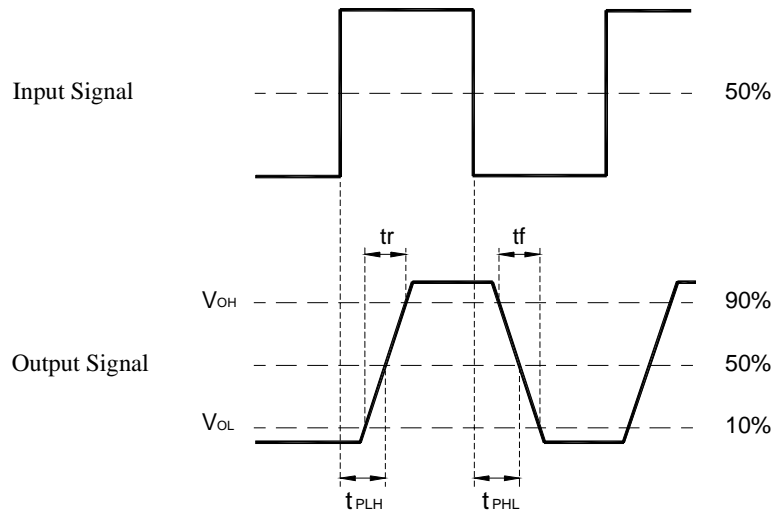 Input Signal 50%
tr tf
VOH 90%
Output Signal 50%
VOL 10%
tPLH tPHL